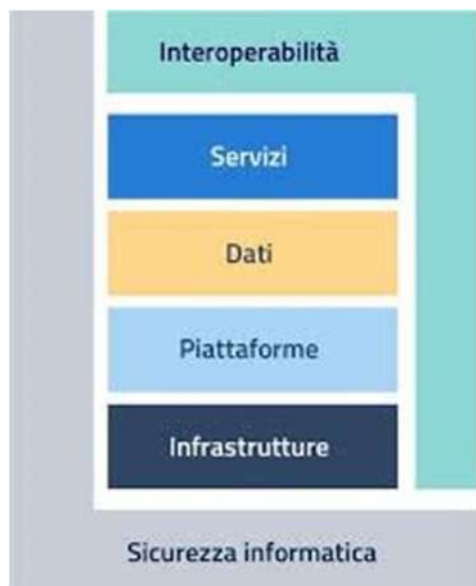 Interoperabilità
Servizi
Dati
Piattaforme
Infrastrutture
Sicurezza informatica